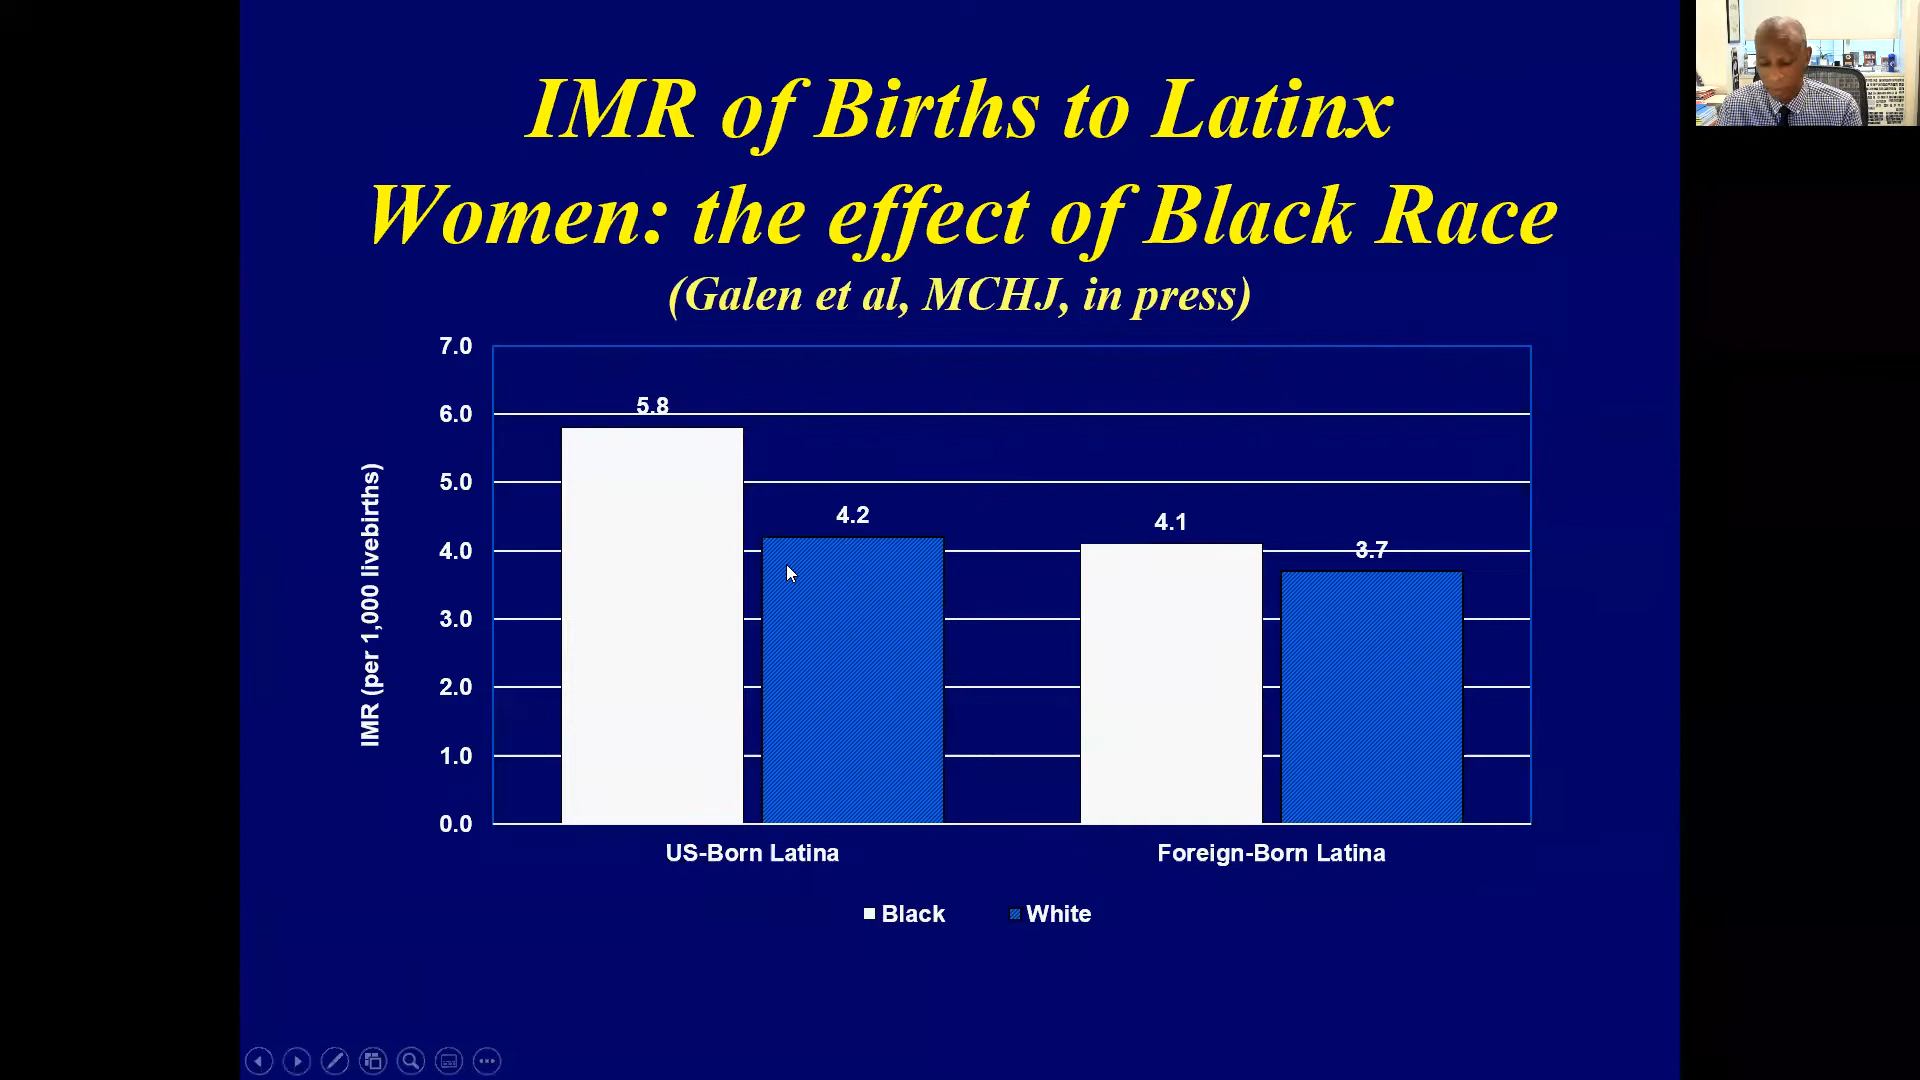 IMR of Births to Latinx
Women: the effect of Black Race
(Galen et al, MCHJ, in press)
IMR (per 1,000 livebirths)
7.0
6.0
5.0
4.0
3.0
2.0
1.0
0.0
5.8
4.2
4.1
3.7
US-Born Latina
Foreign-Born Latina
Black
White